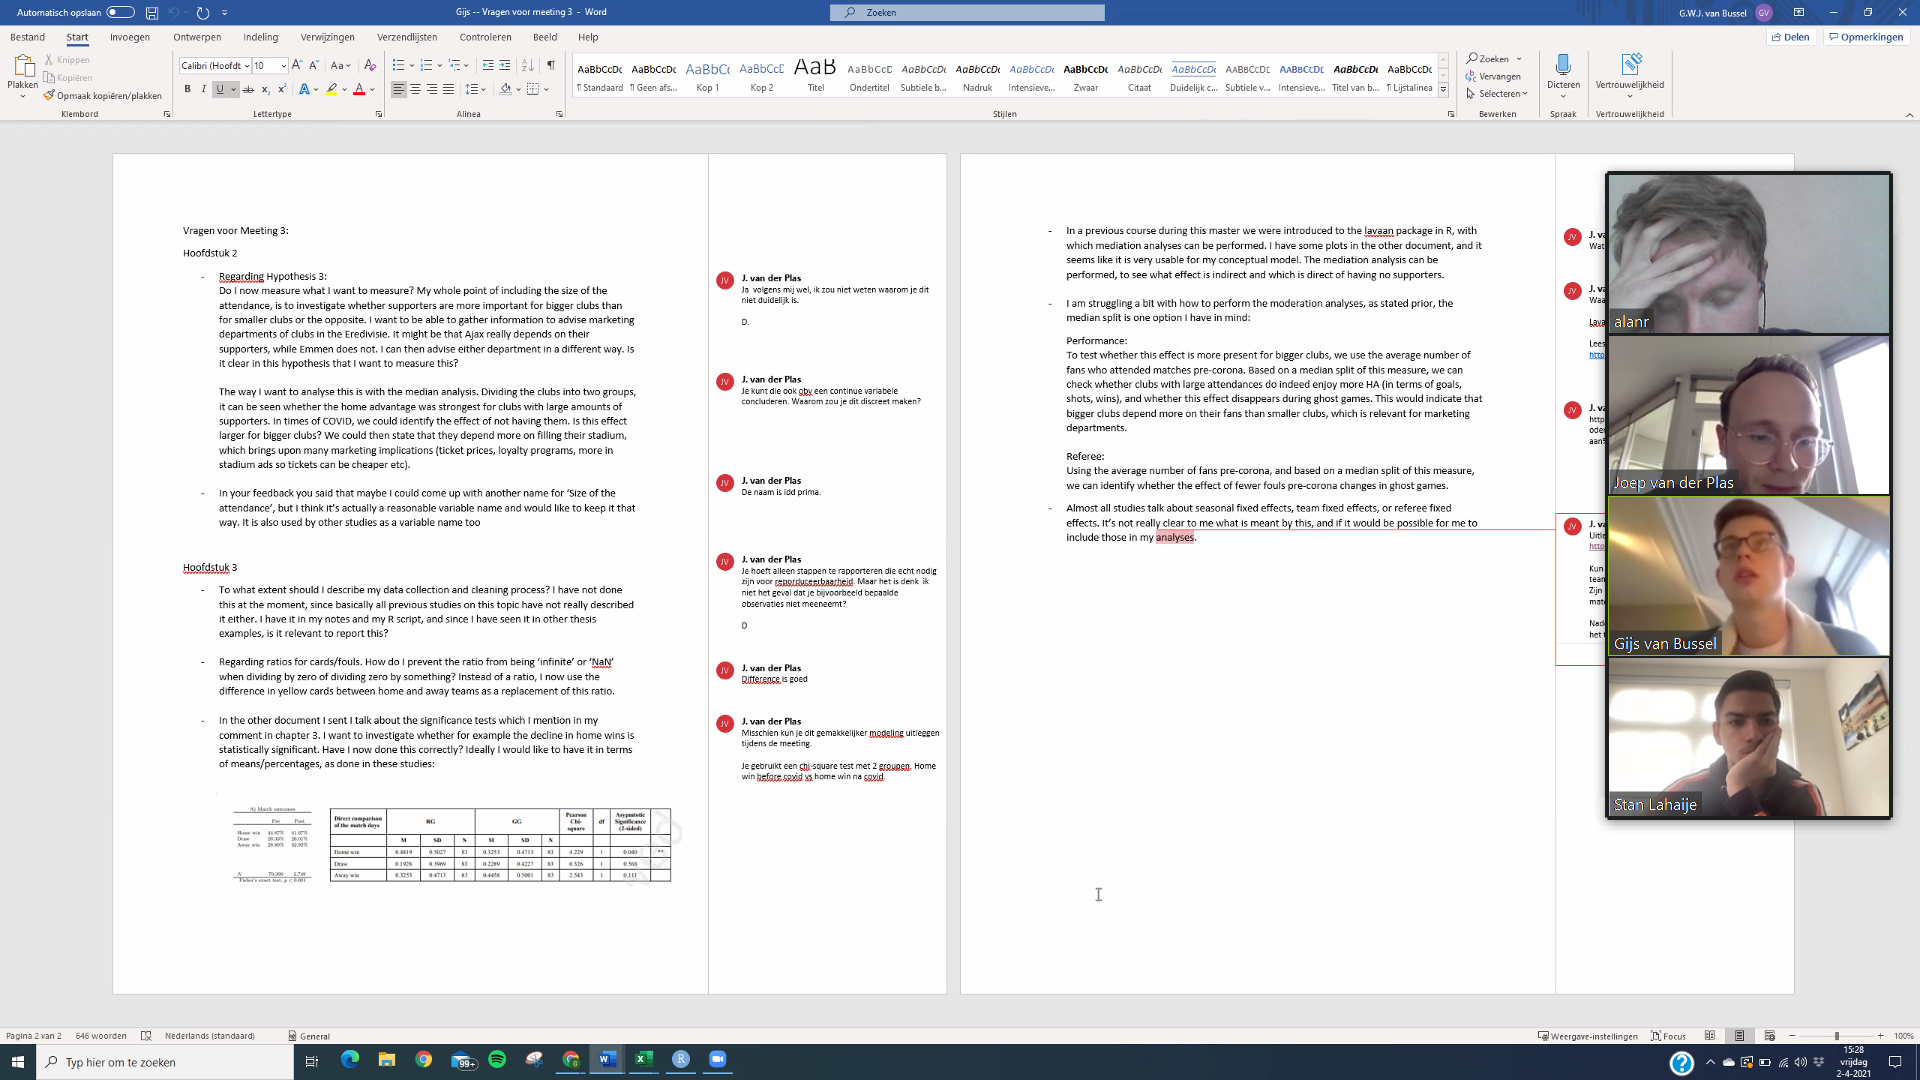 Automatisch opslaan
Gijs -- Vragen voor meeting 3 - Word
Zoeken
G.W.J. van Bussel
GV
Bestand Start Invoegen Ontwerpen Indeling Verwijzingen Verzendlijsten Controleren Beeld Help
Delen
Opmerkingen
Plakken
Knippen
Kopiëren
Opmaak kopiëren/plakken
Klembord
Calibri (Hoofdt 10
Lettertype
Alinea
¶ Standaard ¶ Geen afs... Kop 1 Kop 2 Titel Ondertitel Subtiele b... Nadruk Intensieve... Zwaar Citaat Duidelijk c... Subtiele v... Intensieve... Titel van b... ¶ Lijstalinea
Stijlen
Zoeken
Vervangen
Selecteren
Bewerken
Dicteren
Spraak
Vertrouwelijkheid
Vertrouwelijkheid
Vragen voor Meeting 3:
Hoofdstuk 2
- Regarding Hypothesis 3:
Do I now measure what I want to measure? My whole point of including the size of the
attendance, is to investigate whether supporters are more important for bigger clubs than
for smaller clubs or the opposite. I want to be able to gather information to advise marketing
departments of clubs in the Eredivisie. It might be that Ajax really depends on their
supporters, while Emmen does not. I can then advise either department in a different way. Is
it clear in this hypothesis that I want to measure this?
The way I want to analyse this is with the median analysis. Dividing the clubs into two groups,
it can be seen whether the home advantage was strongest for clubs with large amounts of
supporters. In times of COVID, we could identify the effect of not having them. Is this effect
larger for bigger clubs? We could then state that they depend more on filling their stadium,
which brings upon many marketing implications (ticket prices, loyalty programs, more in
stadium ads so tickets can be cheaper etc).
- In your feedback you said that maybe I could come up with another name for ‘Size of the
attendance’, but I think it’s actually a reasonable variable name and would like to keep it that
way. It is also used by other studies as a variable name too
Hoofdstuk 3
- To what extent should I describe my data collection and cleaning process? I have not done
this at the moment, since basically all previous studies on this topic have not really described
it either. I have it in my notes and my R script, and since I have seen it in other thesis
examples, is it relevant to report this?
- Regarding ratios for cards/fouls. How do I prevent the ratio from being ‘infinite’ or ‘NaN’
when dividing by zero of dividing zero by something? Instead of a ratio, I now use the
difference in yellow cards between home and away teams as a replacement of this ratio.
- In the other document I sent I talk about the significance tests which I mention in my
comment in chapter 3. I want to investigate whether for example the decline in home wins is
statistically significant. Have I now done this correctly? Ideally I would like to have it in terms
of means/percentages, as done in these studies:
A) Match outcomes
Pre Post
Home win 44.67% 41.07%
Draw 26.33% 26.01%
Away win 28.60% 32.92%
N 79,999 2,749
Fisher's exact test, p < 0.001
Direct comparison of the match days RG GG Pearson Chi-square df Asymptotic Significance (2-sided)
M SD N M SD N
Home win 0.4819 0.5027 83 0.3253 0.4713 83 4.229 1 0.040 **
Draw 0.1928 0.3969 83 0.2289 0.4227 83 0.326 1 0.568
Away win 0.3253 0.4713 83 0.4458 0.5001 83 2.543 1 0.111
JV J. van der Plas
Ja volgens mij wel, ik zou niet weten waarom je dit
niet duidelijk is.
D.
JV J. van der Plas
Je kunt die ook obv een continue variabele
concluderen. Waarom zou je dit discreet maken?
JV J. van der Plas
De naam is idd prima.
JV J. van der Plas
Je hoeft alleen stappen te rapporteren die echt nodig
zijn voor reporduceerbaarheid. Maar het is denk ik
niet het geval dat je bijvoorbeeld bepaalde
observaties niet meeneemt?
D
JV J. van der Plas
Difference is goed
JV J. van der Plas
Misschien kun je dit gemakkelijker modeling uitleggen
tijdens de meeting.
Je gebruikt een chi-square test met 2 groupen. Home
win before covid vs home win na covid.
- In a previous course during this master we were introduced to the lavaan package in R, with
which mediation analyses can be performed. I have some plots in the other document, and it
seems like it is very usable for my conceptual model. The mediation analysis can be
performed, to see what effect is indirect and which is direct of having no supporters.
- I am struggling a bit with how to perform the moderation analyses, as stated prior, the
median split is one option I have in mind:
Performance:
To test whether this effect is more present for bigger clubs, we use the average number of
fans who attended matches pre-corona. Based on a median split of this measure, we can
check whether clubs with large attendances do indeed enjoy more HA (in terms of goals,
shots, wins), and whether this effect disappears during ghost games. This would indicate that
bigger clubs depend more on their fans than smaller clubs, which is relevant for marketing
departments.
Referee:
Using the average number of fans pre-corona, and based on a median split of this measure,
we can identify whether the effect of fewer fouls pre-corona changes in ghost games.
- Almost all studies talk about seasonal fixed effects, team fixed effects, or referee fixed
effects. It’s not really clear to me what is meant by this, and if it would be possible for me to
include those in my analyses.
JV
JV
JV
JV
alanr
Joep van der Plas
Gijs van Bussel
Stan Lahaije
Pagina 2 van 2 646 woorden Nederlands (standaard) General
Weergave-instellingen Focus 100%
Typ hier om te zoeken
99+
15:28
vrijdag
2-4-2021